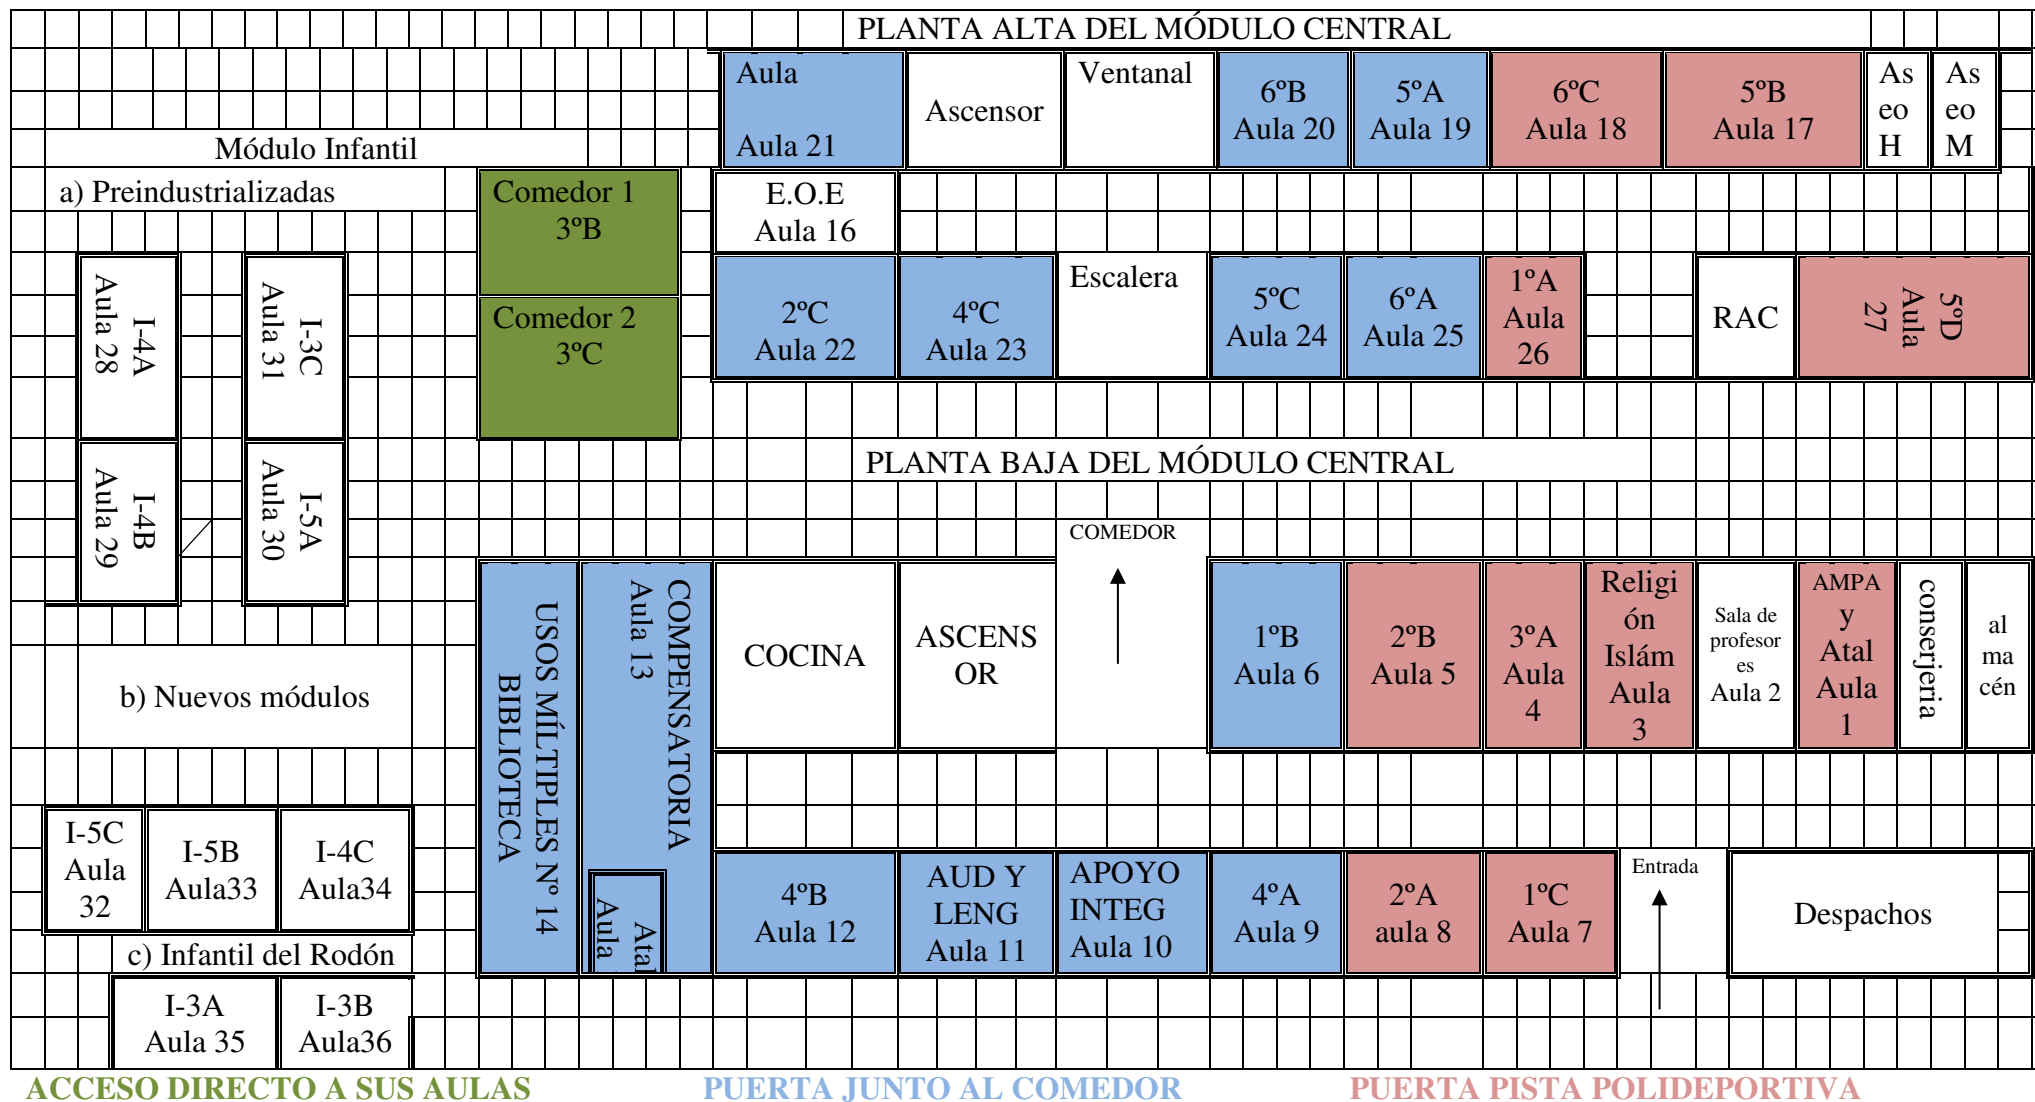 PLANTA ALTA DEL MÓDULO CENTRAL
Aula
Aula 21
Ascensor
Ventanal
6ºB
Aula 20
5ºA
Aula 19
6ºC
Aula 18
5ºB
Aula 17
As
eo
H
As
eo
M
Módulo Infantil
a) Preindustrializadas
Comedor 1
3ºB
E.O.E
Aula 16
I-4A
Aula 28
I-3C
Aula 31
Comedor 2
3ºC
2ºC
Aula 22
4ºC
Aula 23
Escalera
5ºC
Aula 24
6ºA
Aula 25
1ºA
Aula
26
RAC
5ºD
Aula
27
I-4B
Aula 29
I-5A
Aula 30
PLANTA BAJA DEL MÓDULO CENTRAL
COMEDOR
USOS MÍLTIPLES Nº 14
BIBLIOTECA
COMPENSATORIA
Aula 13
COCINA
ASCENS
OR
1ºB
Aula 6
2ºB
Aula 5
3ºA
Aula
4
Religi
ón
Islám
Aula
3
Sala de
profesor
es
Aula 2
AMPA
y
Atal
Aula
1
conserjeria
al
ma
cén
b) Nuevos módulos
I-5C
Aula
32
I-5B
Aula33
I-4C
Aula34
Atal
Aula
4ºB
Aula 12
AUD Y
LENG
Aula 11
APOYO
INTEG
Aula 10
4ºA
Aula 9
2ºA
aula 8
1ºC
Aula 7
Entrada
Despachos
c) Infantil del Rodón
I-3A
Aula 35
I-3B
Aula36
ACCESO DIRECTO A SUS AULAS
PUERTA JUNTO AL COMEDOR
PUERTA PISTA POLIDEPORTIVA